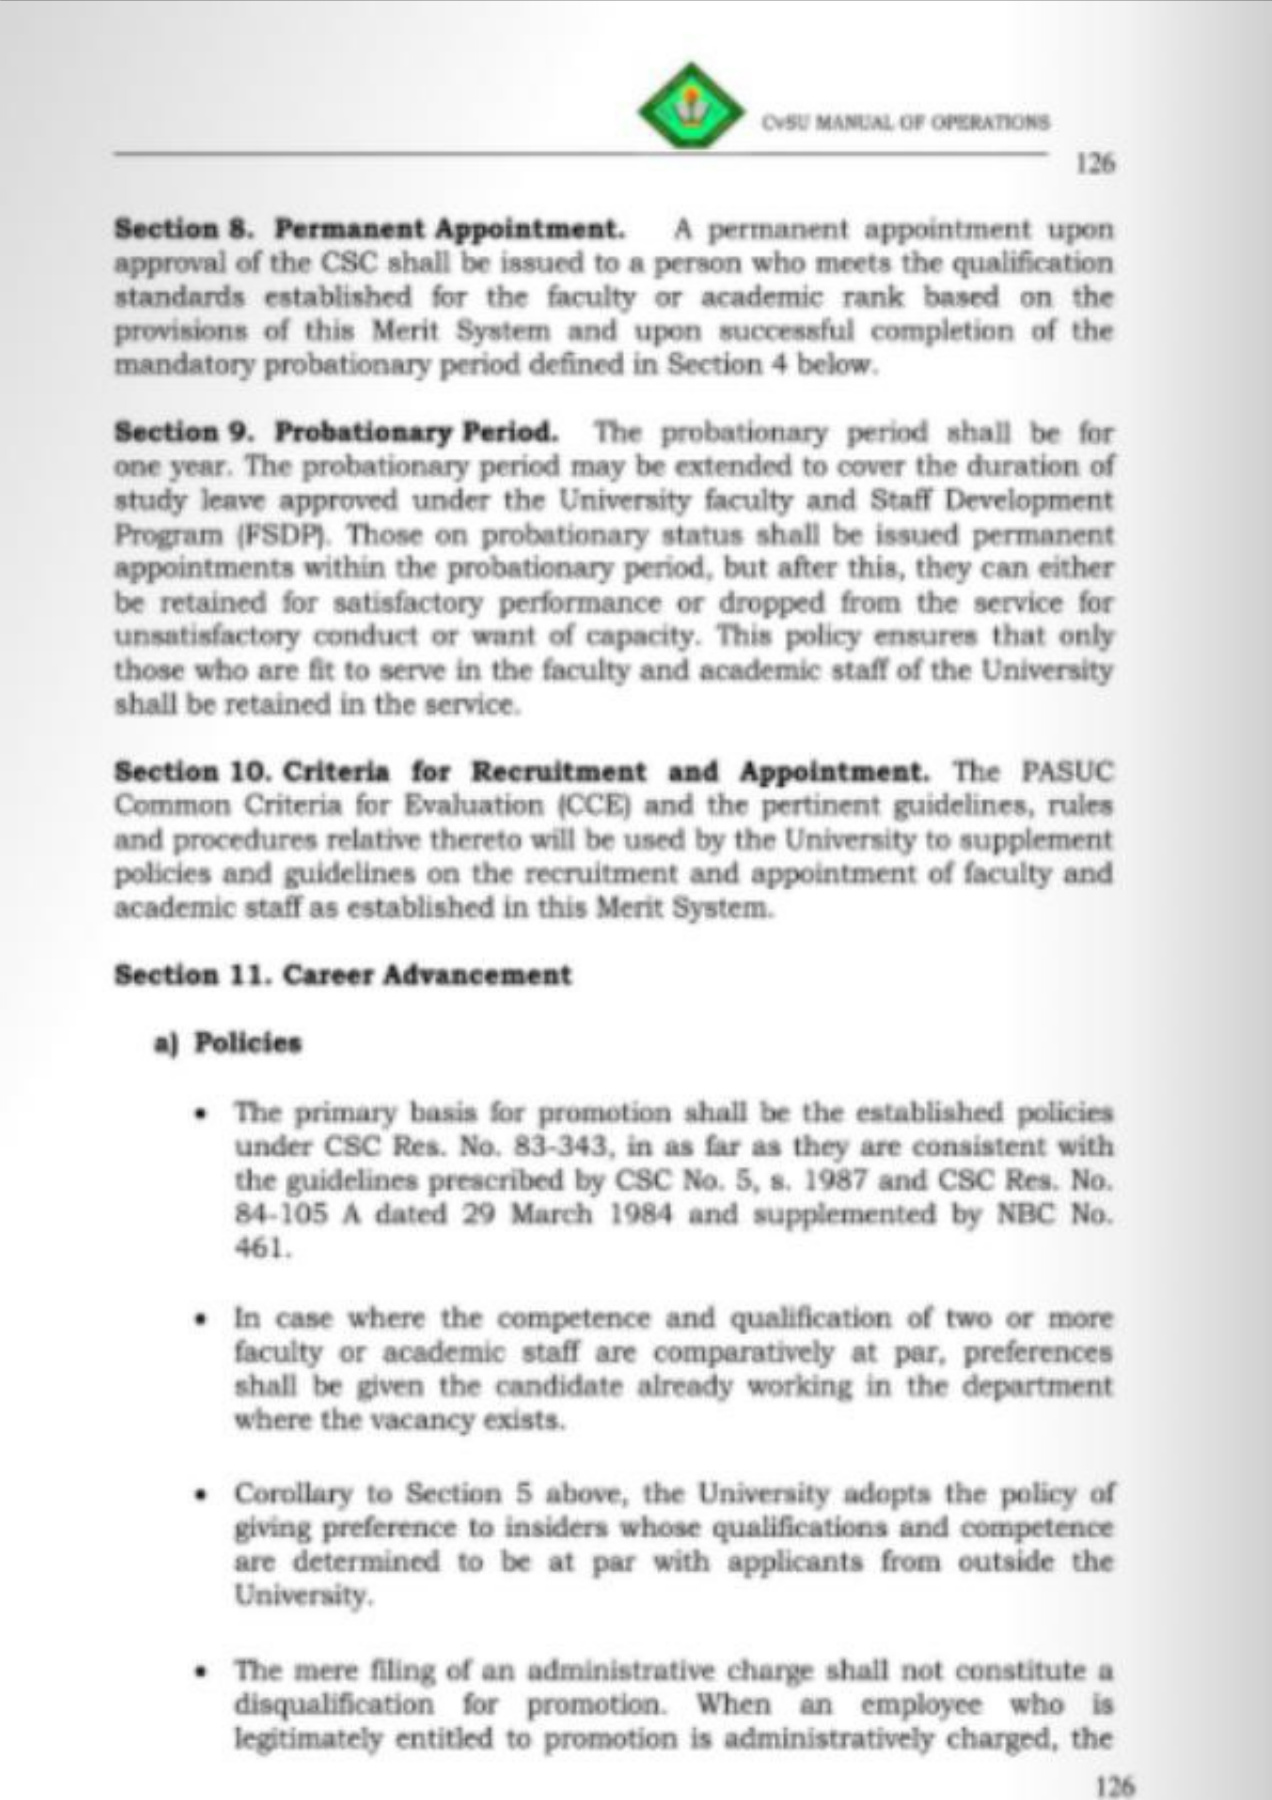 CvSU MANUAL OF OPERATIONS
126
Section 8. Permanent Appointment. A permanent appointment upon
approval of the CSC shall be issued to a person who meets the qualification
standards established for the faculty or academic rank based on the
provisions of this Merit System and upon successful completion of the
mandatory probationary period defined in Section 4 below.
Section 9. Probationary Period. The probationary period shall be for
one year. The probationary period may be extended to cover the duration of
study leave approved under the University faculty and Staff Development
Program (FSDP). Those on probationary status shall be issued permanent
appointments within the probationary period, but after this, they can either
be retained for satisfactory performance or dropped from the service for
unsatisfactory conduct or want of capacity. This policy ensures that only
those who are fit to serve in the faculty and academic staff of the University
shall be retained in the service.
Section 10. Criteria for Recruitment and Appointment. The PASUC
Common Criteria for Evaluation (CCE) and the pertinent guidelines, rules
and procedures relative thereto will be used by the University to supplement
policies and guidelines on the recruitment and appointment of faculty and
academic staff as established in this Merit System.
Section 11. Career Advancement
a) Policies
• The primary basis for promotion shall be the established policies
under CSC Res. No. 83-343, in as far as they are consistent with
the guidelines prescribed by CSC No. 5, s. 1987 and CSC Res. No.
84-105 A dated 29 March 1984 and supplemented by NBC No.
461.
• In case where the competence and qualification of two or more
faculty or academic staff are comparatively at par, preferences
shall be given the candidate already working in the department
where the vacancy exists.
• Corollary to Section 5 above, the University adopts the policy of
giving preference to insiders whose qualifications and competence
are determined to be at par with applicants from outside the
University.
• The mere filing of an administrative charge shall not constitute a
disqualification for promotion. When an employee who is
legitimately entitled to promotion is administratively charged, the
126